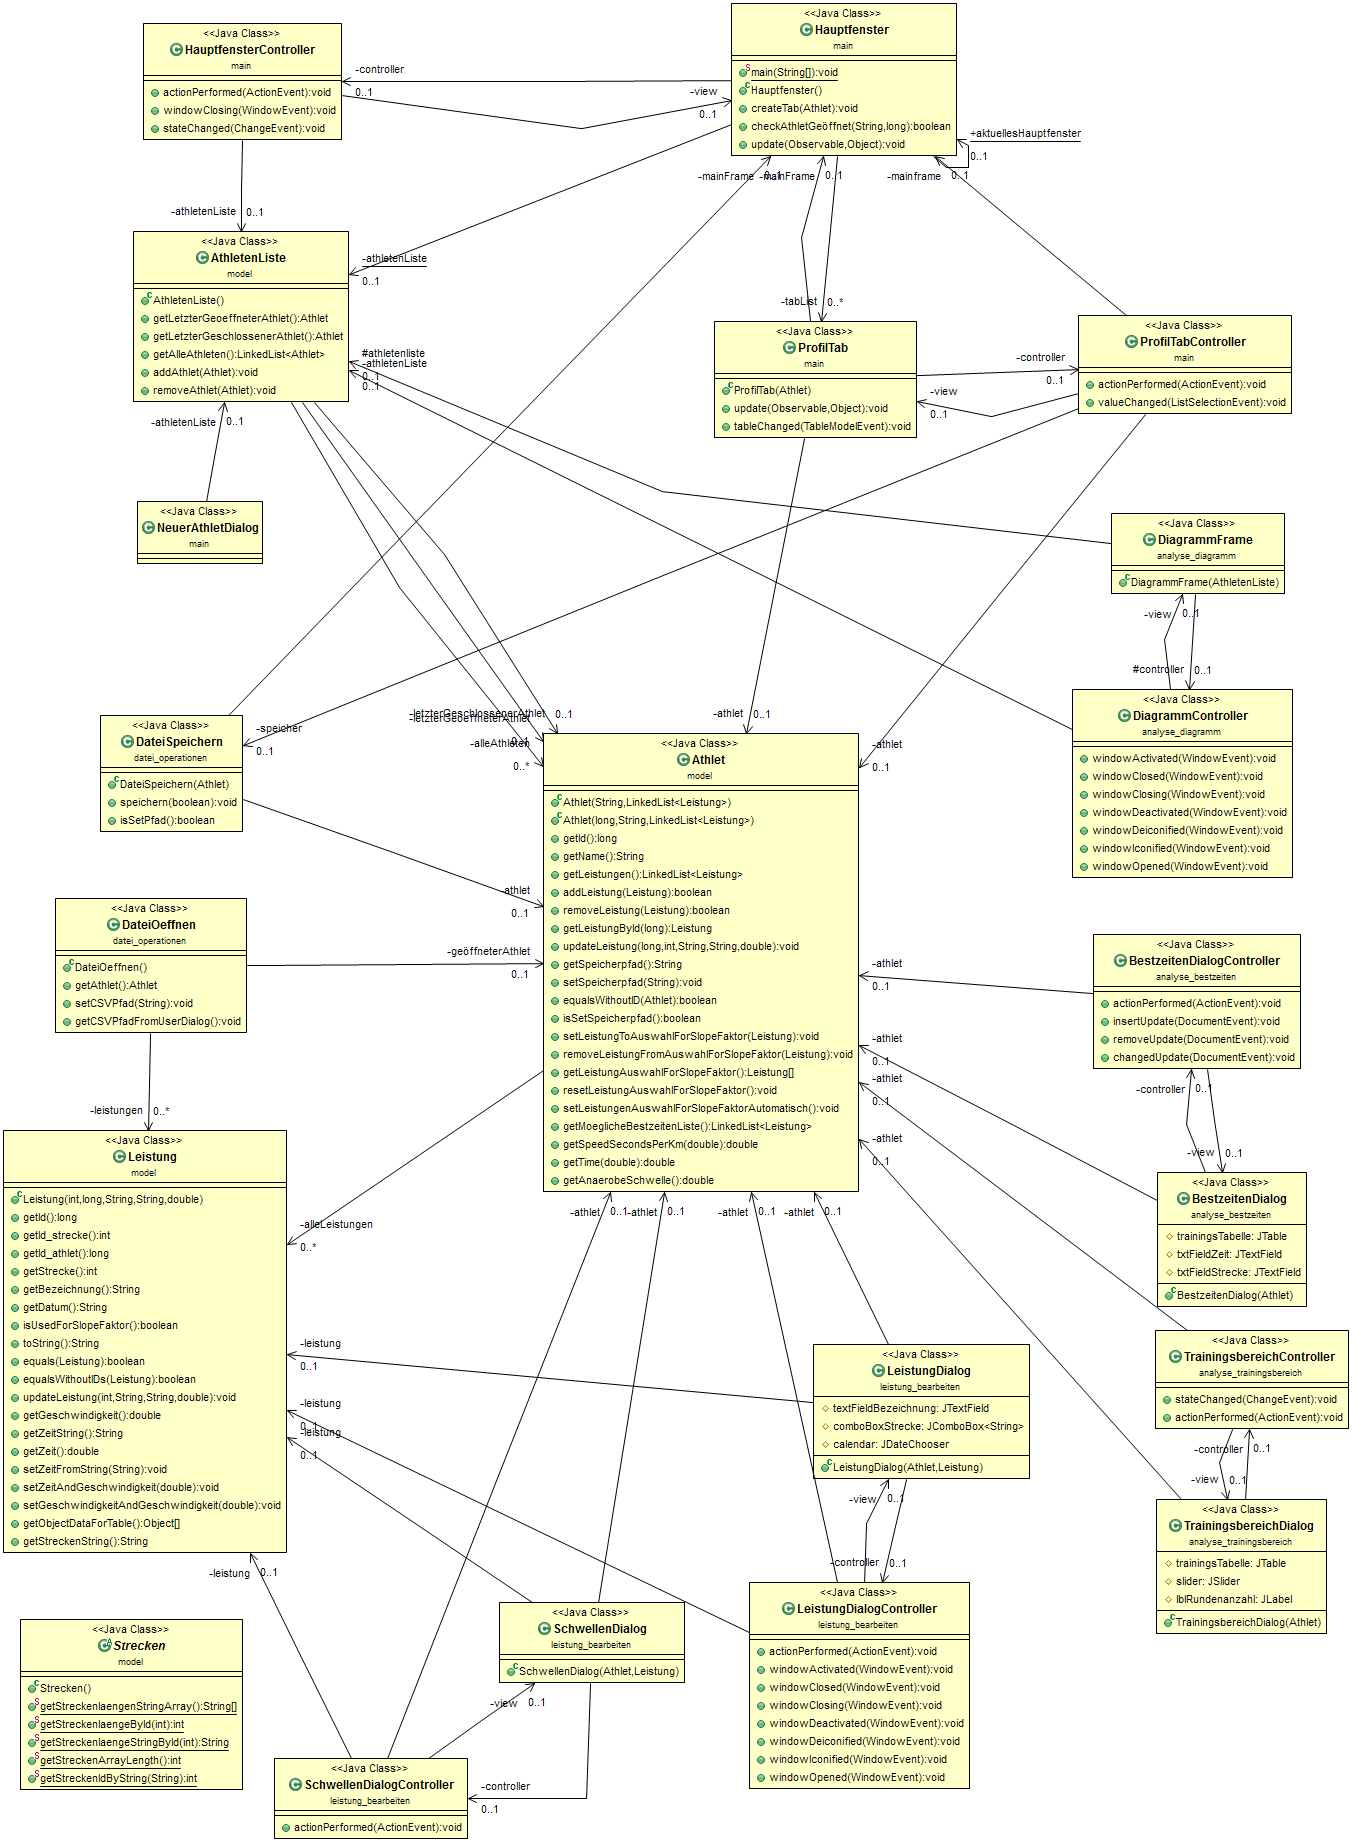 <<Java Class>>
HauptfensterController
main
actionPerformed(ActionEvent):void
windowClosing(WindowEvent):void
stateChanged(ChangeEvent):void
<<Java Class>>
Hauptfenster
main
main(String[]):void
Hauptfenster()
createTab(Athlet):void
checkAthletGeöffnet(String,long):boolean
update(Observable,Object):void
-controller
0..1
-view
0..1
+aktuellesHauptfenster
0..1
-mainFrame
0..1
-mainFrame
0..1
-mainframe
0..1
-athletenListe
0..1
<<Java Class>>
AthletenListe
model
AthletenListe()
getLetzterGeoeffneterAthlet():Athlet
getLetzterGeschlossenerAthlet():Athlet
getAlleAthleten():LinkedList<Athlet>
addAthlet(Athlet):void
removeAthlet(Athlet):void
-athletenListe
0..1
#athletenliste
-athletenListe
0..1
0..1
-tabList
0..*
<<Java Class>>
ProfilTab
main
ProfilTab(Athlet)
update(Observable,Object):void
tableChanged(TableModelEvent):void
-controller
0..1
-view
0..1
<<Java Class>>
ProfilTabController
main
actionPerformed(ActionEvent):void
valueChanged(ListSelectionEvent):void
-athletenListe
0..1
<<Java Class>>
NeuerAthletDialog
main
<<Java Class>>
DiagrammFrame
analyse_diagramm
DiagrammFrame(AthletenListe)
-view
0..1
#controller
0..1
<<Java Class>>
DiagrammController
analyse_diagramm
windowActivated(WindowEvent):void
windowClosed(WindowEvent):void
windowClosing(WindowEvent):void
windowDeactivated(WindowEvent):void
windowDeiconified(WindowEvent):void
windowIconified(WindowEvent):void
windowOpened(WindowEvent):void
<<Java Class>>
DateiSpeichern
datei_operationen
DateiSpeichern(Athlet)
speichern(boolean):void
isSetPfad():boolean
-speicher
0..1
-letzterGeschlossenerAthlet
0..1
-letzterGeoeffneterAthlet
0..1
-alleAthleten
0..*
-athlet
0..1
-athlet
0..1
-athlet
0..1
<<Java Class>>
Athlet
model
Athlet(String,LinkedList<Leistung>)
Athlet(long,String,LinkedList<Leistung>)
getId():long
getName():String
getLeistungen():LinkedList<Leistung>
addLeistung(Leistung):boolean
removeLeistung(Leistung):boolean
getLeistungById(long):Leistung
updateLeistung(long,int,String,String,double):void
getSpeicherpfad():String
setSpeicherpfad(String):void
equalsWithoutID(Athlet):boolean
isSetSpeicherpfad():boolean
setLeistungToAuswahlForSlopeFaktor(Leistung):void
removeLeistungFromAuswahlForSlopeFaktor(Leistung):void
getLeistungAuswahlForSlopeFaktor():Leistung[]
resetLeistungAuswahlForSlopeFaktor():void
setLeistungenAuswahlForSlopeFaktorAutomatisch():void
getMoeglicheBestzeitenListe():LinkedList<Leistung>
getSpeedSecondsPerKm(double):double
getTime(double):double
getAnaerobeSchwelle():double
<<Java Class>>
DateiOeffnen
datei_operationen
DateiOeffnen()
getAthlet():Athlet
setCSVPfad(String):void
getCSVPfadFromUserDialog():void
-geöffneterAthlet
0..1
-leistungen
0..*
<<Java Class>>
BestzeitenDialogController
analyse_bestzeiten
actionPerformed(ActionEvent):void
insertUpdate(DocumentEvent):void
removeUpdate(DocumentEvent):void
changedUpdate(DocumentEvent):void
-athlet
0..1
-athlet
0..1
-athlet
0..1
-athlet
0..1
-controller
0..1
-view
0..1
<<Java Class>>
BestzeitenDialog
analyse_bestzeiten
trainingsTabelle: JTable
txtFieldZeit: JTextField
txtFieldStrecke: JTextField
BestzeitenDialog(Athlet)
<<Java Class>>
Leistung
model
Leistung(int,long,String,String,double)
getId():long
getId_strecke():int
getId_athlet():long
getStrecke():int
getBezeichnung():String
getDatum():String
isUsedForSlopeFaktor():boolean
toString():String
equals(Leistung):boolean
equalsWithoutIDs(Leistung):boolean
updateLeistung(int,String,String,double):void
getGeschwindigkeit():double
getZeitString():String
getZeit():double
setZeitFromString(String):void
setZeitAndGeschwindigkeit(double):void
setGeschwindigkeitAndGeschwindigkeit(double):void
getObjectDataForTable():Object[]
getStreckenString():String
-alleLeistungen
0..*
-athlet
0..1
-athlet
0..1
-athlet
0..1
-athlet
0..1
-leistung
0..1
-leistung
0..1
-leistung
0..1
-leistung
0..1
<<Java Class>>
LeistungDialog
leistung_bearbeiten
textFieldBezeichnung: JTextField
comboBoxStrecke: JComboBox<String>
calendar: JDateChooser
LeistungDialog(Athlet,Leistung)
<<Java Class>>
TrainingsbereichController
analyse_trainingsbereich
stateChanged(ChangeEvent):void
actionPerformed(ActionEvent):void
-controller
0..1
-view
0..1
<<Java Class>>
TrainingsbereichDialog
analyse_trainingsbereich
trainingsTabelle: JTable
slider: JSlider
lblRundenanzahl: JLabel
TrainingsbereichDialog(Athlet)
-view
0..1
-controller
0..1
<<Java Class>>
LeistungDialogController
leistung_bearbeiten
actionPerformed(ActionEvent):void
windowActivated(WindowEvent):void
windowClosed(WindowEvent):void
windowClosing(WindowEvent):void
windowDeactivated(WindowEvent):void
windowDeiconified(WindowEvent):void
windowIconified(WindowEvent):void
windowOpened(WindowEvent):void
<<Java Class>>
SchwellenDialog
leistung_bearbeiten
SchwellenDialog(Athlet,Leistung)
<<Java Class>>
Strecken
model
Strecken()
getStreckenlaengenStringArray():String[]
getStreckenlaengeById(int):int
getStreckenlaengeStringById(int):String
getStreckenArrayLength():int
getStreckenIdByString(String):int
-view
0..1
-controller
0..1
<<Java Class>>
SchwellenDialogController
leistung_bearbeiten
actionPerformed(ActionEvent):void